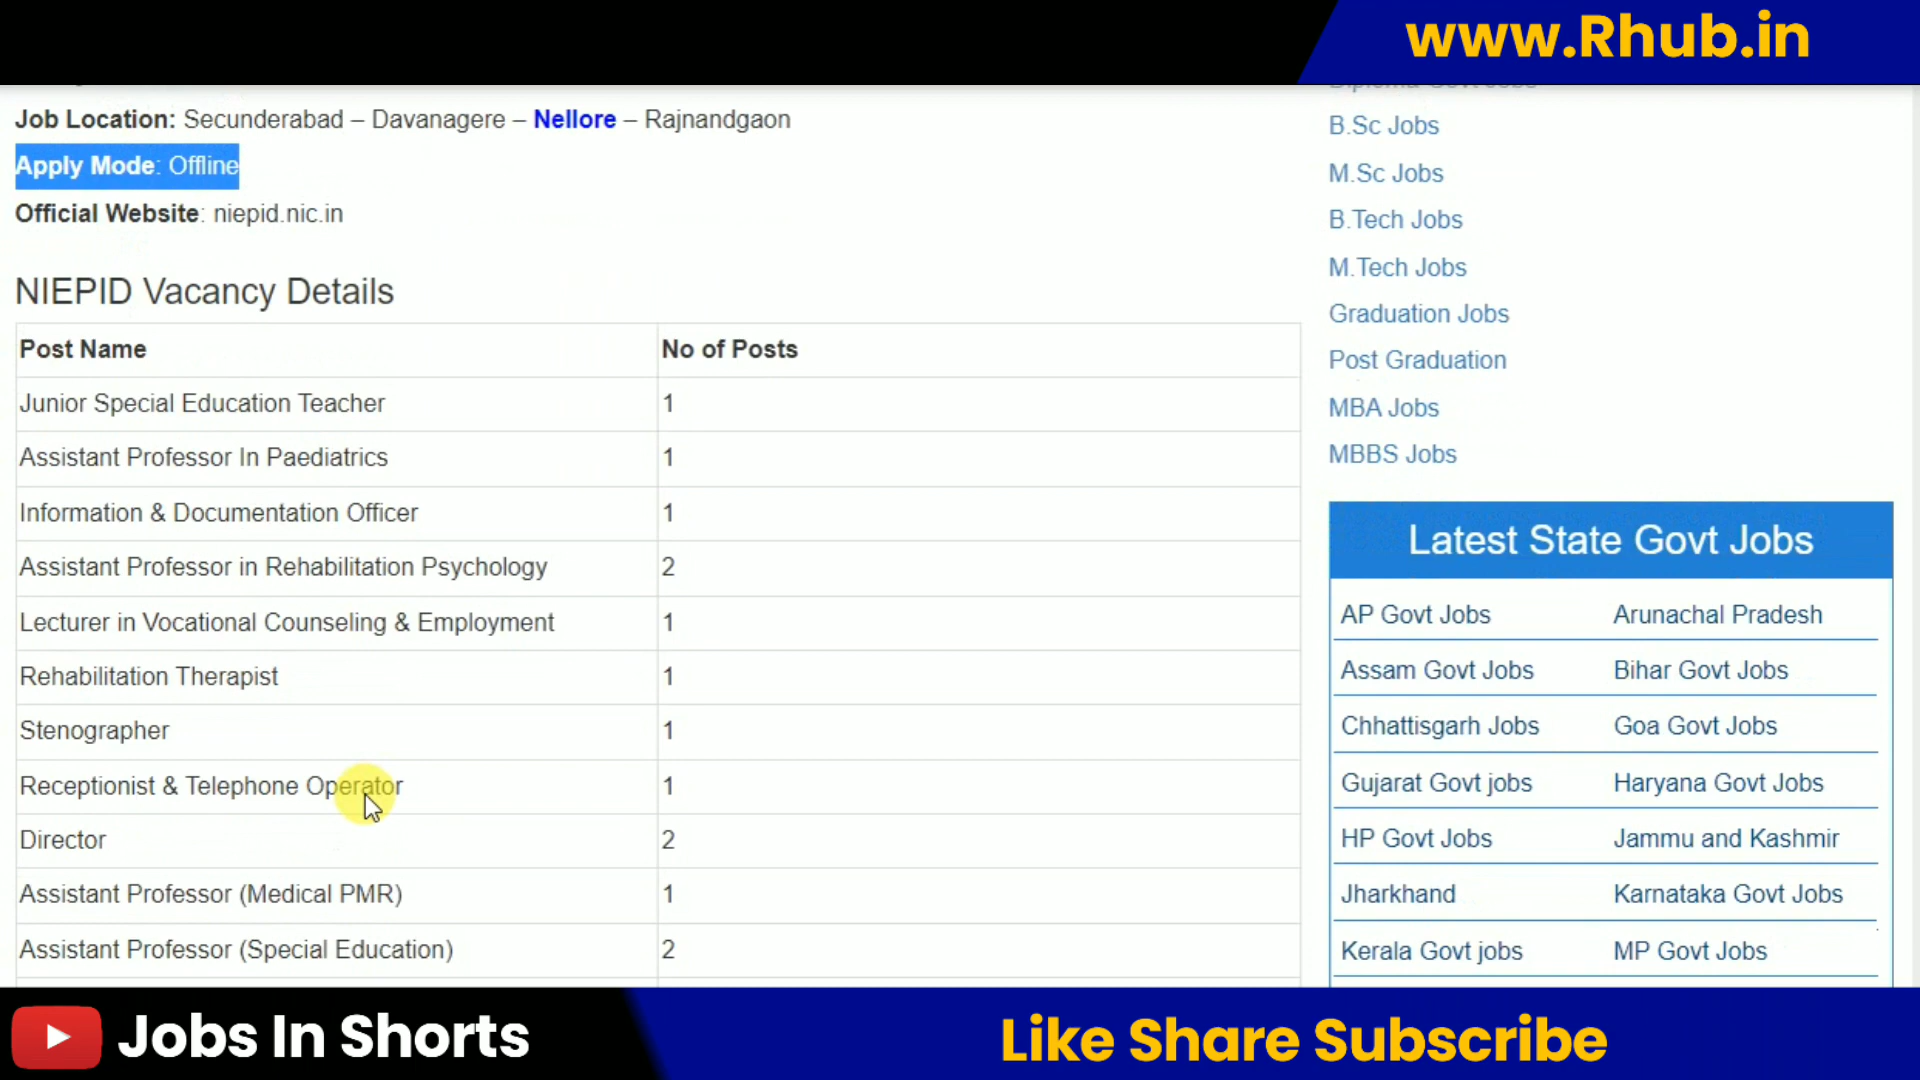 www.Rhub.in
Job Location: Secunderabad – Davanagere – Nellore – Rajnandgaon
Apply Mode: Offline
Official Website: niepid.nic.in
NIEPID Vacancy Details
Post Name No of Posts
Junior Special Education Teacher 1
Assistant Professor In Paediatrics 1
Information & Documentation Officer 1
Assistant Professor in Rehabilitation Psychology 2
Lecturer in Vocational Counseling & Employment 1
Rehabilitation Therapist 1
Stenographer 1
Receptionist & Telephone Operator 1
Director 2
Assistant Professor (Medical PMR) 1
Assistant Professor (Special Education) 2
Diploma Govt Jobs
B.Sc Jobs
M.Sc Jobs
B.Tech Jobs
M.Tech Jobs
Graduation Jobs
Post Graduation
MBA Jobs
MBBS Jobs
Latest State Govt Jobs
AP Govt Jobs Arunachal Pradesh
Assam Govt Jobs Bihar Govt Jobs
Chhattisgarh Jobs Goa Govt Jobs
Gujarat Govt jobs Haryana Govt Jobs
HP Govt Jobs Jammu and Kashmir
Jharkhand Karnataka Govt Jobs
Kerala Govt jobs MP Govt Jobs
Jobs In Shorts
Like Share Subscribe